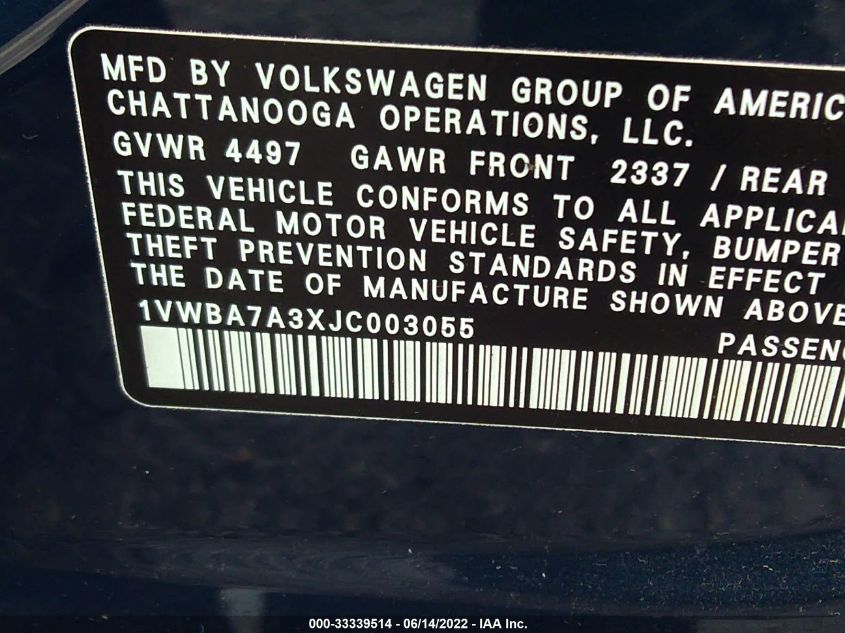 MFD BY VOLKSWAGEN GROUP OF AMERIC
CHATTANOOGA OPERATIONS, LLC.
GVWR 4497 GAWR FRONT 2337 / REAR
THIS VEHICLE CONFORMS TO ALL APPLICA
FEDERAL MOTOR VEHICLE SAFETY, BUMPER
THEFT PREVENTION STANDARDS IN EFFECT
THE DATE OF MANUFACTURE SHOWN ABOVE
1VWBA7A3XJC003055
PASSEN
000-33339514 - 06/14/2022 - IAA Inc.